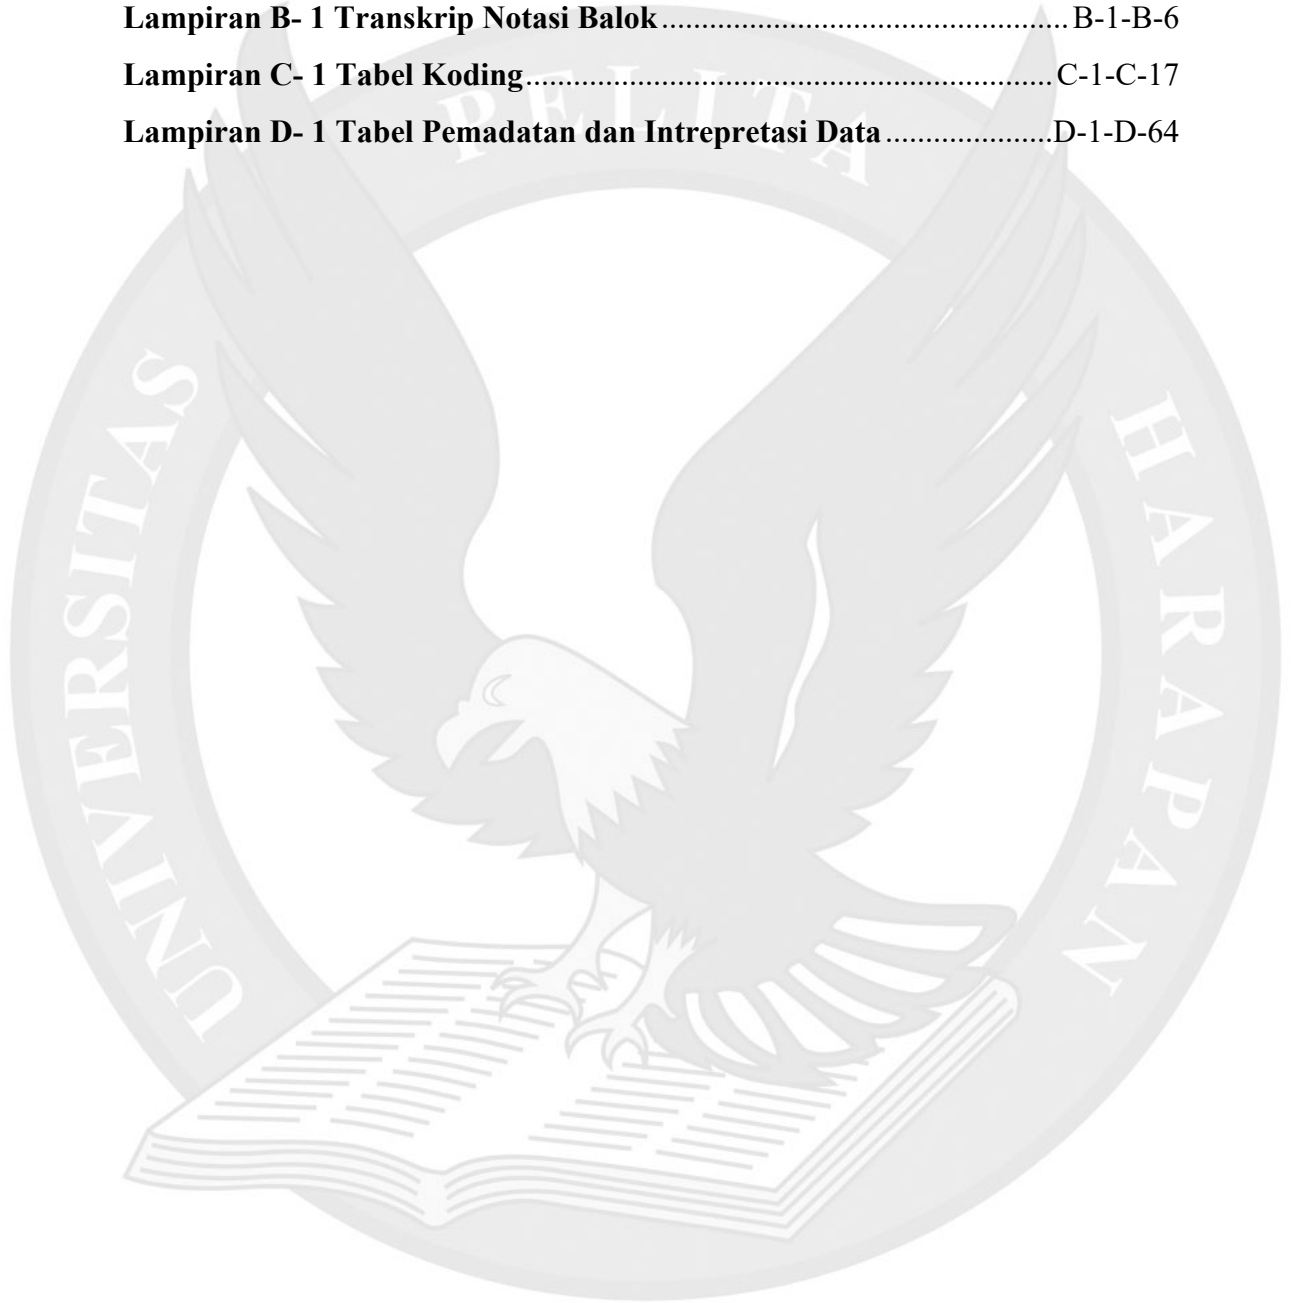 Lampiran B- 1 Transkrip Notasi Balok....................................................B-1-B-6
Lampiran C- 1 Tabel Koding...................................................................C-1-C-17
Lampiran D- 1 Tabel Pemadatan dan Intrepretasi Data.....................D-1-D-64
UNIVERSITAS PELITA HARAPAN